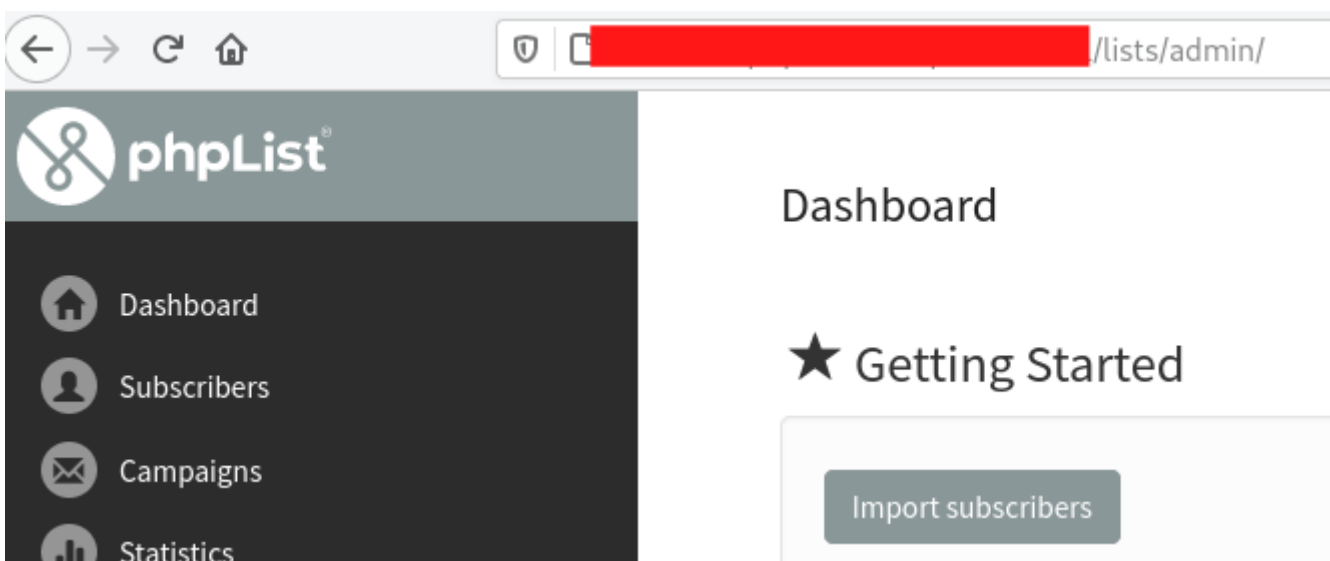 /lists/admin/
phpList®
Dashboard
Subscribers
Campaigns
Statistics
Dashboard
★ Getting Started
Import subscribers